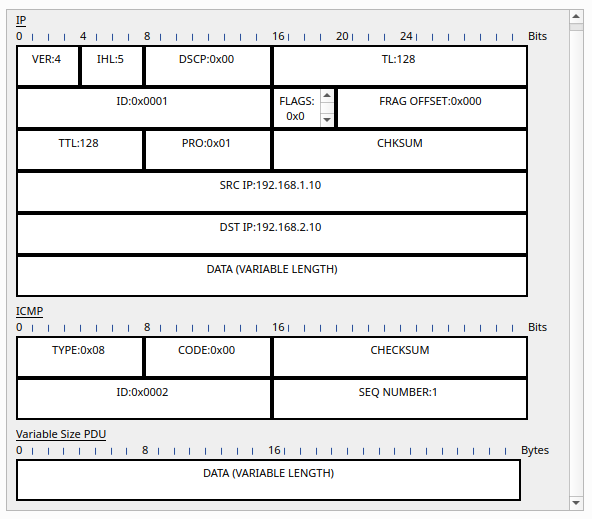 IP
0 4 8 16 20 24 Bits
VER:4 IHL:5 DSCP:0x00 TL:128
ID:0x0001 FLAGS: 0x0 FRAG OFFSET:0x000
TTL:128 PRO:0x01 CHKSUM
SRC IP:192.168.1.10
DST IP:192.168.2.10
DATA (VARIABLE LENGTH)
ICMP
0 8 16 Bits
TYPE:0x08 CODE:0x00 CHECKSUM
ID:0x0002 SEQ NUMBER:1
Variable Size PDU
0 8 16 Bytes
DATA (VARIABLE LENGTH)